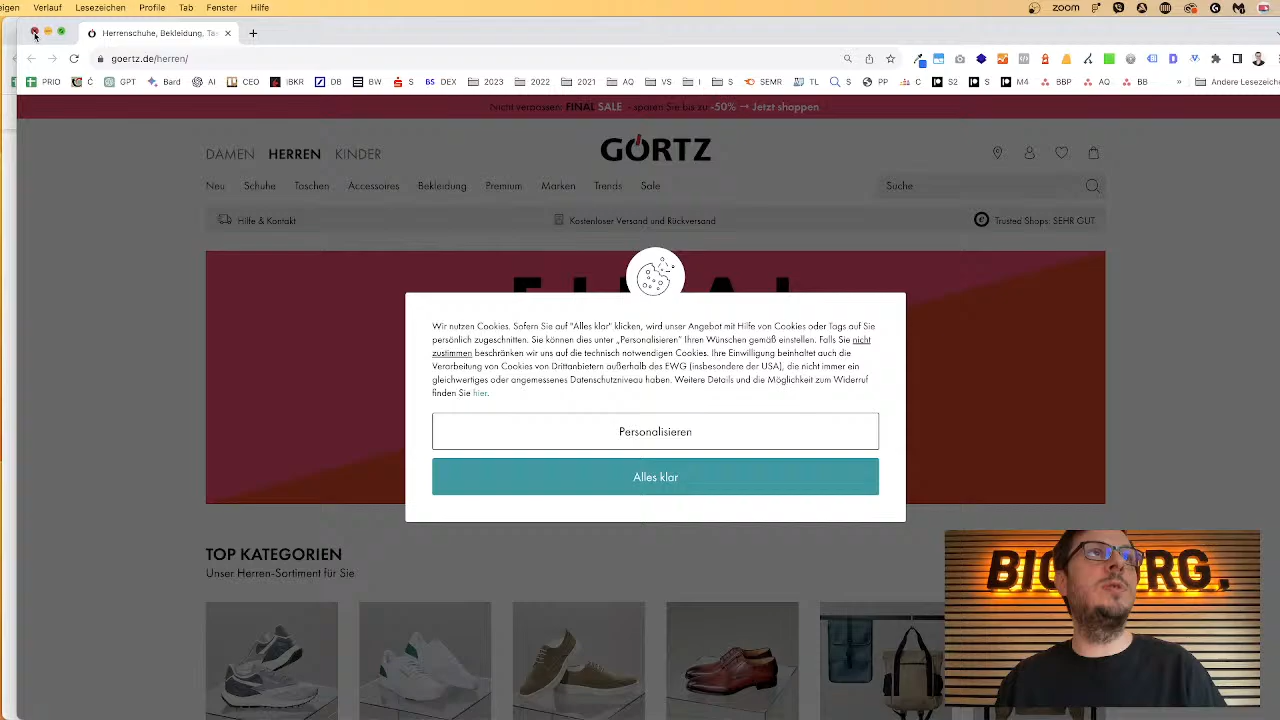 eigen Verlauf Lesezeichen Profile Tab Fenster Hilfe zoom
Herrenschuhe, Bekleidung, Ta
goertz.de/herren/
PRIO C GPT Bard AI CEO IBKR DB BW S BS DEX 2023 2022 2021 AQ VS I SEMR TL S PP C S2 S M4 BBP AQ BB » Andere Lesezeich
Nicht verpassen: FINAL SALE - sparen Sie bis zu -50% → Jetzt shoppen
DAMEN HERREN KINDER
GÖRTZ
Neu Schuhe Taschen Accessoires Bekleidung Premium Marken Trends Sale
Suche
Hilfe & Kontakt
Kostenloser Versand und Rückversand
Trusted Shops: SEHR GUT.
Wir nutzen Cookies. Sofern Sie auf "Alles klar" klicken, wird unser Angebot mit Hilfe von Cookies oder Tags auf Sie
persönlich zugeschnitten. Sie können dies unter „Personalisieren" Ihren Wünschen gemäß einstellen. Falls Sie nicht
zustimmen beschränken wir uns auf die technisch notwendigen Cookies. Ihre Einwilligung beinhaltet auch die
Verarbeitung von Cookies von Drittanbietern außerhalb des EWG (insbesondere der USA), die nicht immer ein
gleichwertiges oder angemessenes Datenschutzniveau haben. Weitere Details und die Möglichkeit zum Widerruf
finden Sie hier.
Personalisieren
Alles klar
TOP KATEGORIEN
Unser Herren-Sortiment für Sie